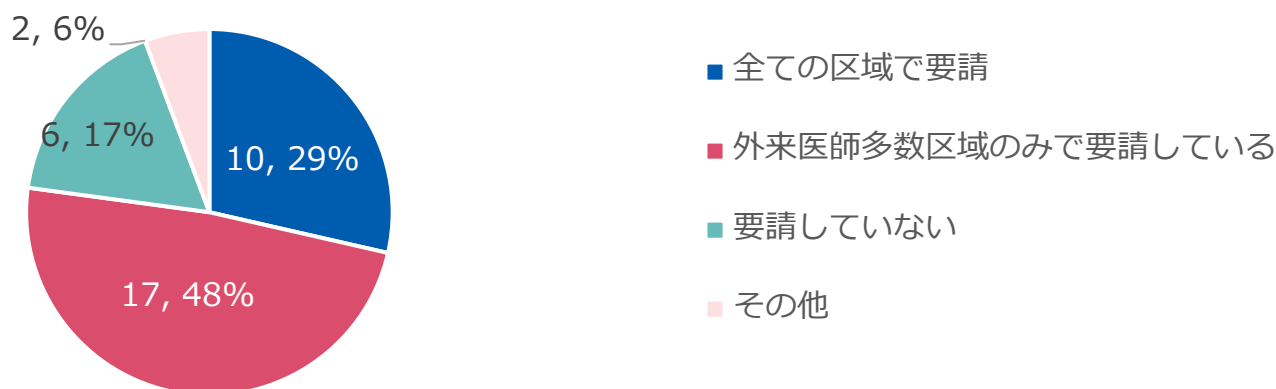 2, 6%
6, 17%
10, 29%
17, 48%
全ての区域で要請
外来医師多数区域のみで要請している
要請していない
その他